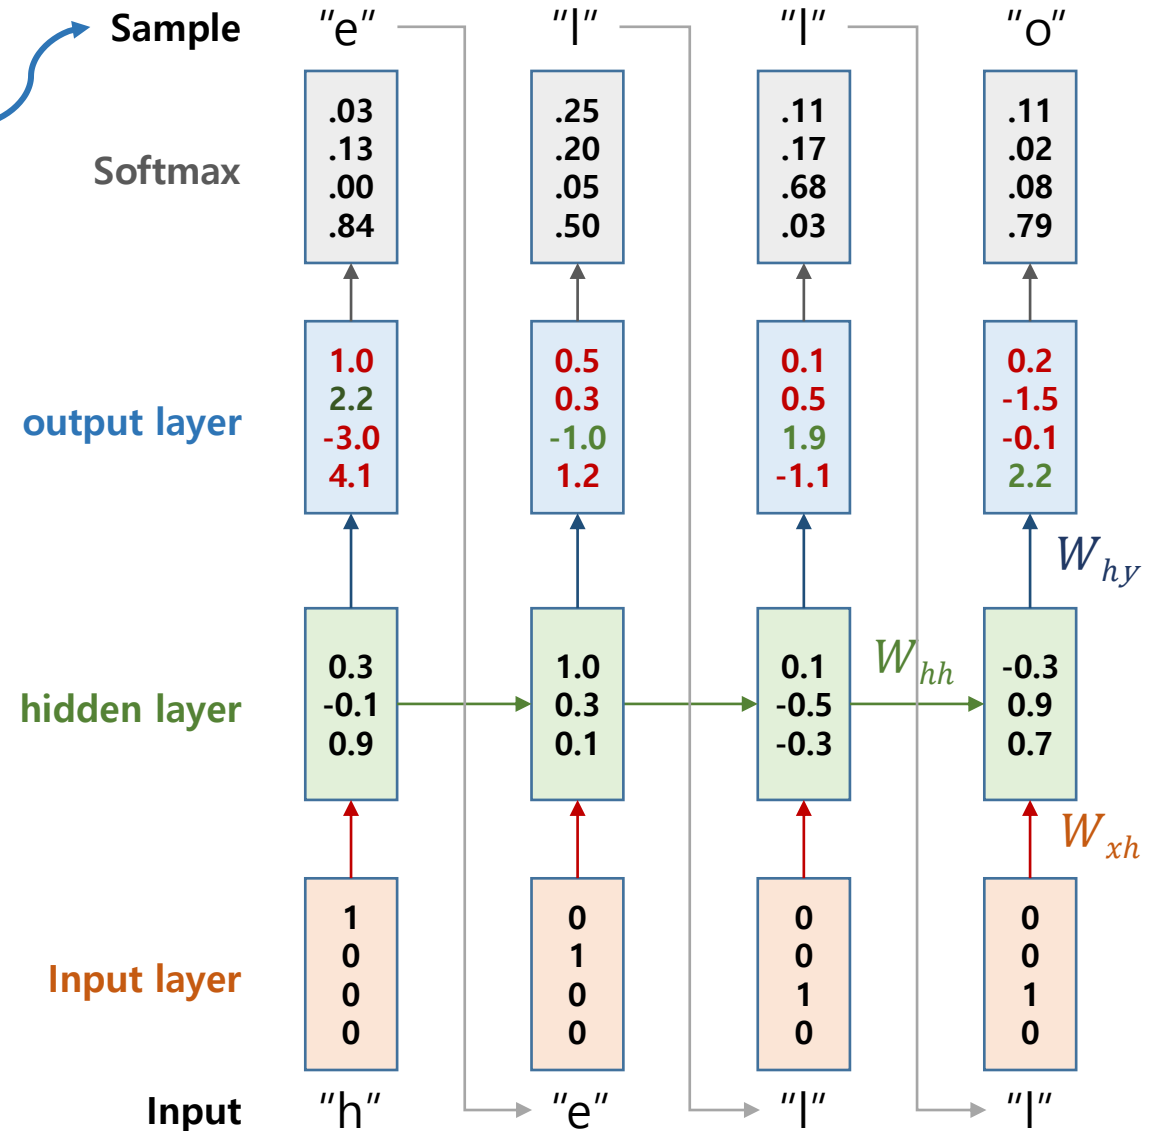 Sample "e" "l" "l" "o"
Softmax
.03 .25 .11 .11
.13 .20 .17 .02
.00 .05 .68 .08
.84 .50 .03 .79
output layer
1.0 0.5 0.1 0.2
2.2 0.3 0.5 -1.5
-3.0 -1.0 1.9 -0.1
4.1 1.2 -1.1 2.2
W_hy
hidden layer
W_hh
0.3 1.0 0.1 -0.3
-0.1 0.3 -0.5 0.9
0.9 0.1 -0.3 0.7
W_xh
Input layer
1 0 0 0
0 1 0 0
0 0 1 1
0 0 0 0
Input "h" "e" "l" "l"